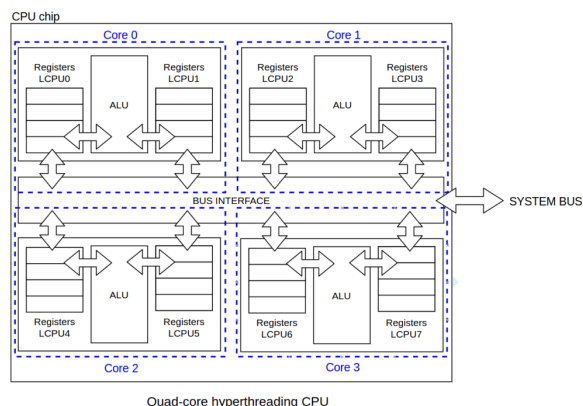 CPU chip
Core 0
Core 1
Registers
LCPU0
ALU
Registers
LCPU1
Registers
LCPU2
ALU
Registers
LCPU3
BUS INTERFACE
SYSTEM BUS
ALU
Registers
LCPU4
Registers
LCPU5
ALU
Registers
LCPU6
Registers
LCPU7
Core 2
Core 3
Quad-core hyperthreading CPU